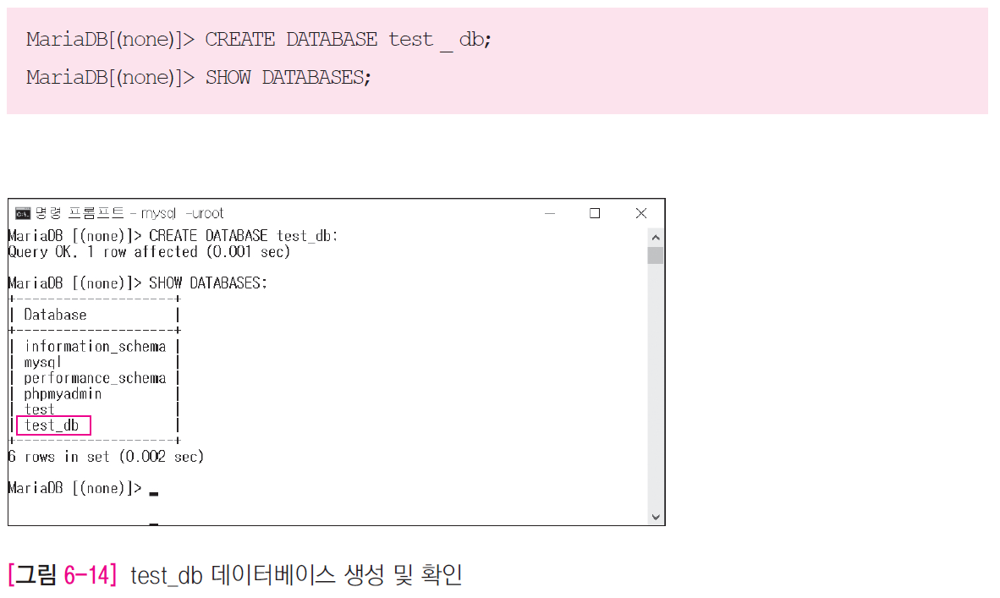 MariaDB[(none)]> CREATE DATABASE test _ db;
MariaDB[(none)]> SHOW DATABASES;
명령 프롬프트 - mysql -uroot
MariaDB [(none)]> CREATE DATABASE test_db;
Query OK, 1 row affected (0.001 sec)
MariaDB [(none)]> SHOW DATABASES;
+--------------------+
| Database           |
+--------------------+
| information_schema |
| mysql              |
| performance_schema |
| phpmyadmin         |
| test               |
| test_db            |
+--------------------+
6 rows in set (0.002 sec)
MariaDB [(none)]> _
[그림 6-14] test_db 데이터베이스 생성 및 확인